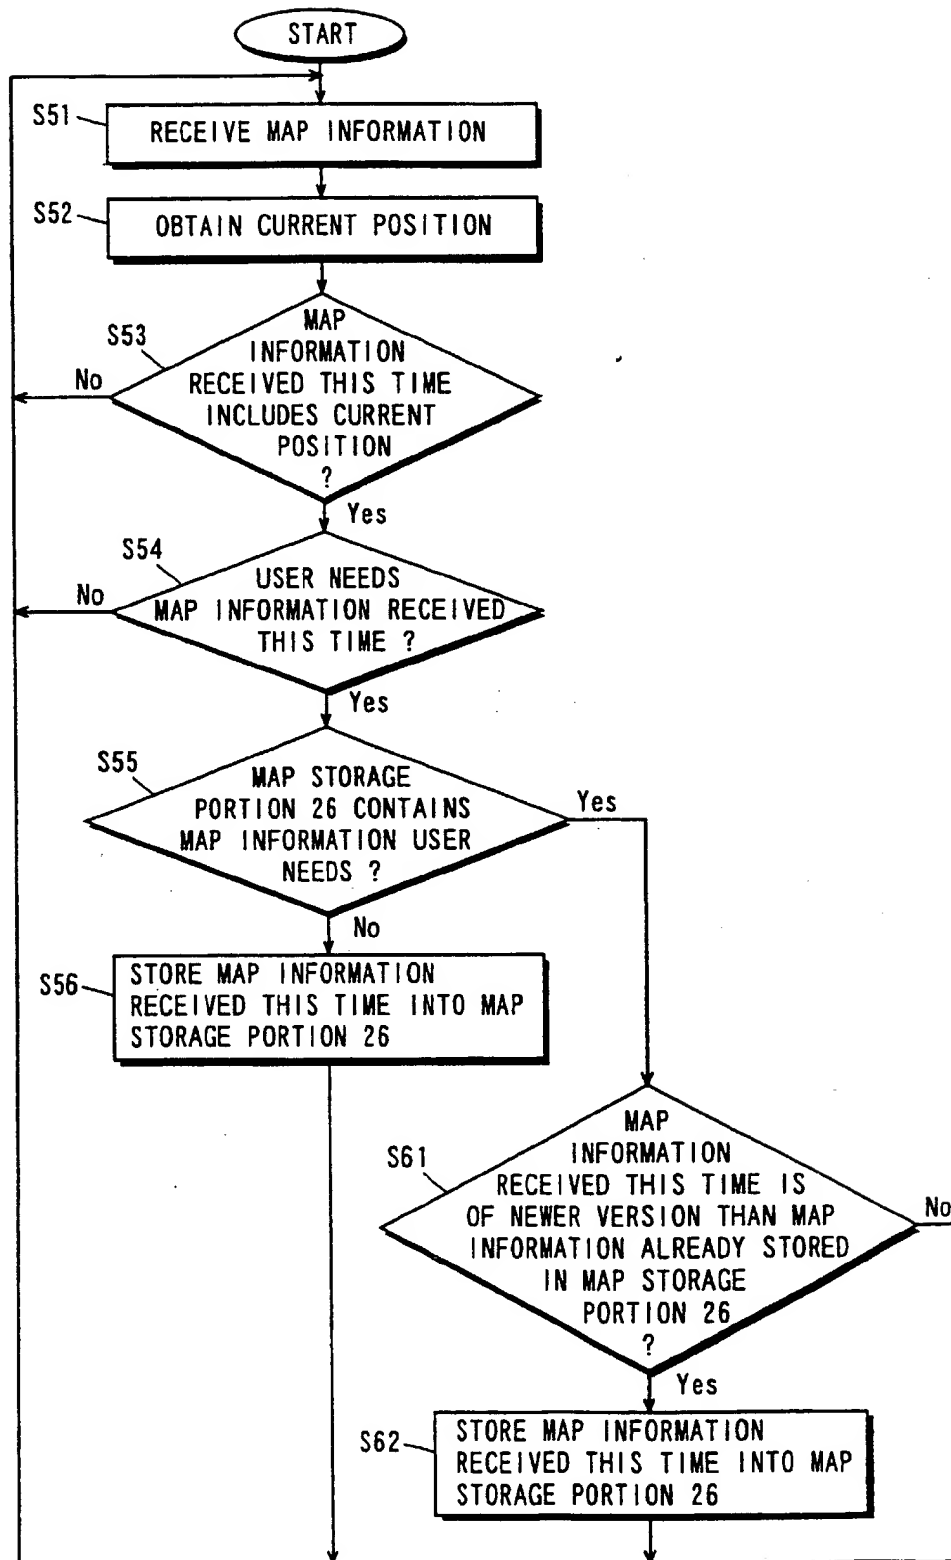 START
S51
RECEIVE MAP INFORMATION
S52
OBTAIN CURRENT POSITION
S53
MAP
INFORMATION
RECEIVED THIS TIME
INCLUDES CURRENT
POSITION
?
No
Yes
S54
USER NEEDS
MAP INFORMATION RECEIVED
THIS TIME ?
No
Yes
S55
MAP STORAGE
PORTION 26 CONTAINS
MAP INFORMATION USER
NEEDS ?
Yes
No
S56
STORE MAP INFORMATION
RECEIVED THIS TIME INTO MAP
STORAGE PORTION 26
S61
MAP
INFORMATION
RECEIVED THIS TIME IS
OF NEWER VERSION THAN MAP
INFORMATION ALREADY STORED
IN MAP STORAGE
PORTION 26
?
No
Yes
S62
STORE MAP INFORMATION
RECEIVED THIS TIME INTO MAP
STORAGE PORTION 26